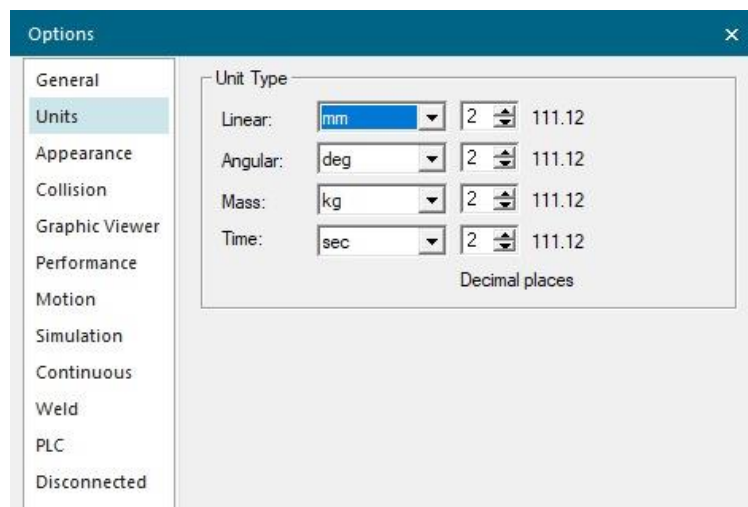 Options
General
Units
Appearance
Collision
Graphic Viewer
Performance
Motion
Simulation
Continuous
Weld
PLC
Disconnected
Unit Type
Linear: mm 2 111.12
Angular: deg 2 111.12
Mass: kg 2 111.12
Time: sec 2 111.12
Decimal places